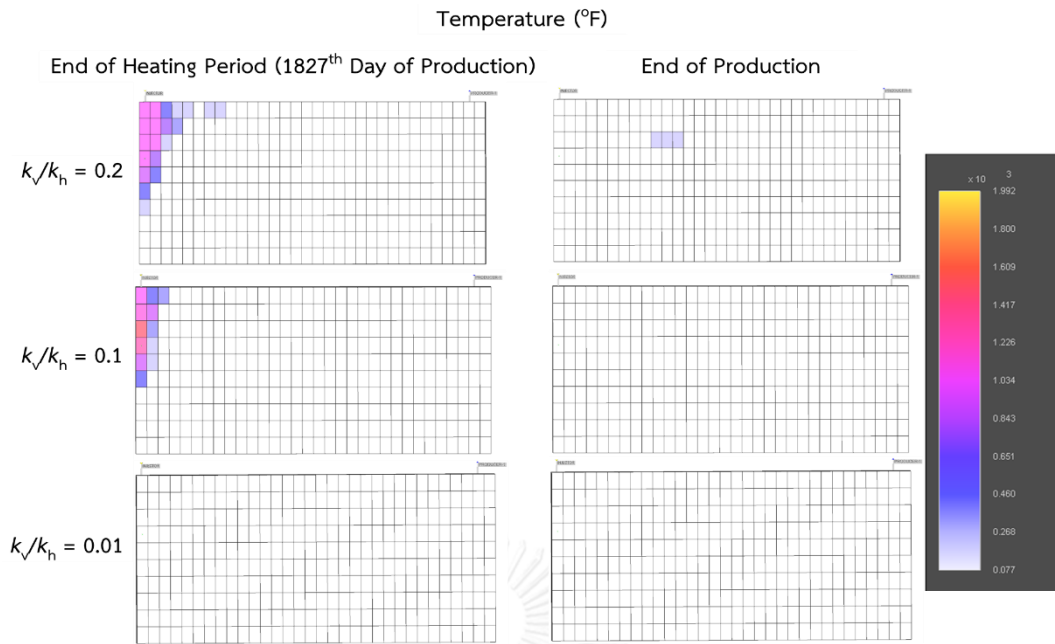 Temperature (°F)
End of Heating Period (1827th Day of Production)
End of Production
kv/kh = 0.2
kv/kh = 0.1
kv/kh = 0.01
x 10 3
1.992
1.800
1.609
1.417
1.226
1.034
0.843
0.651
0.460
0.268
0.077